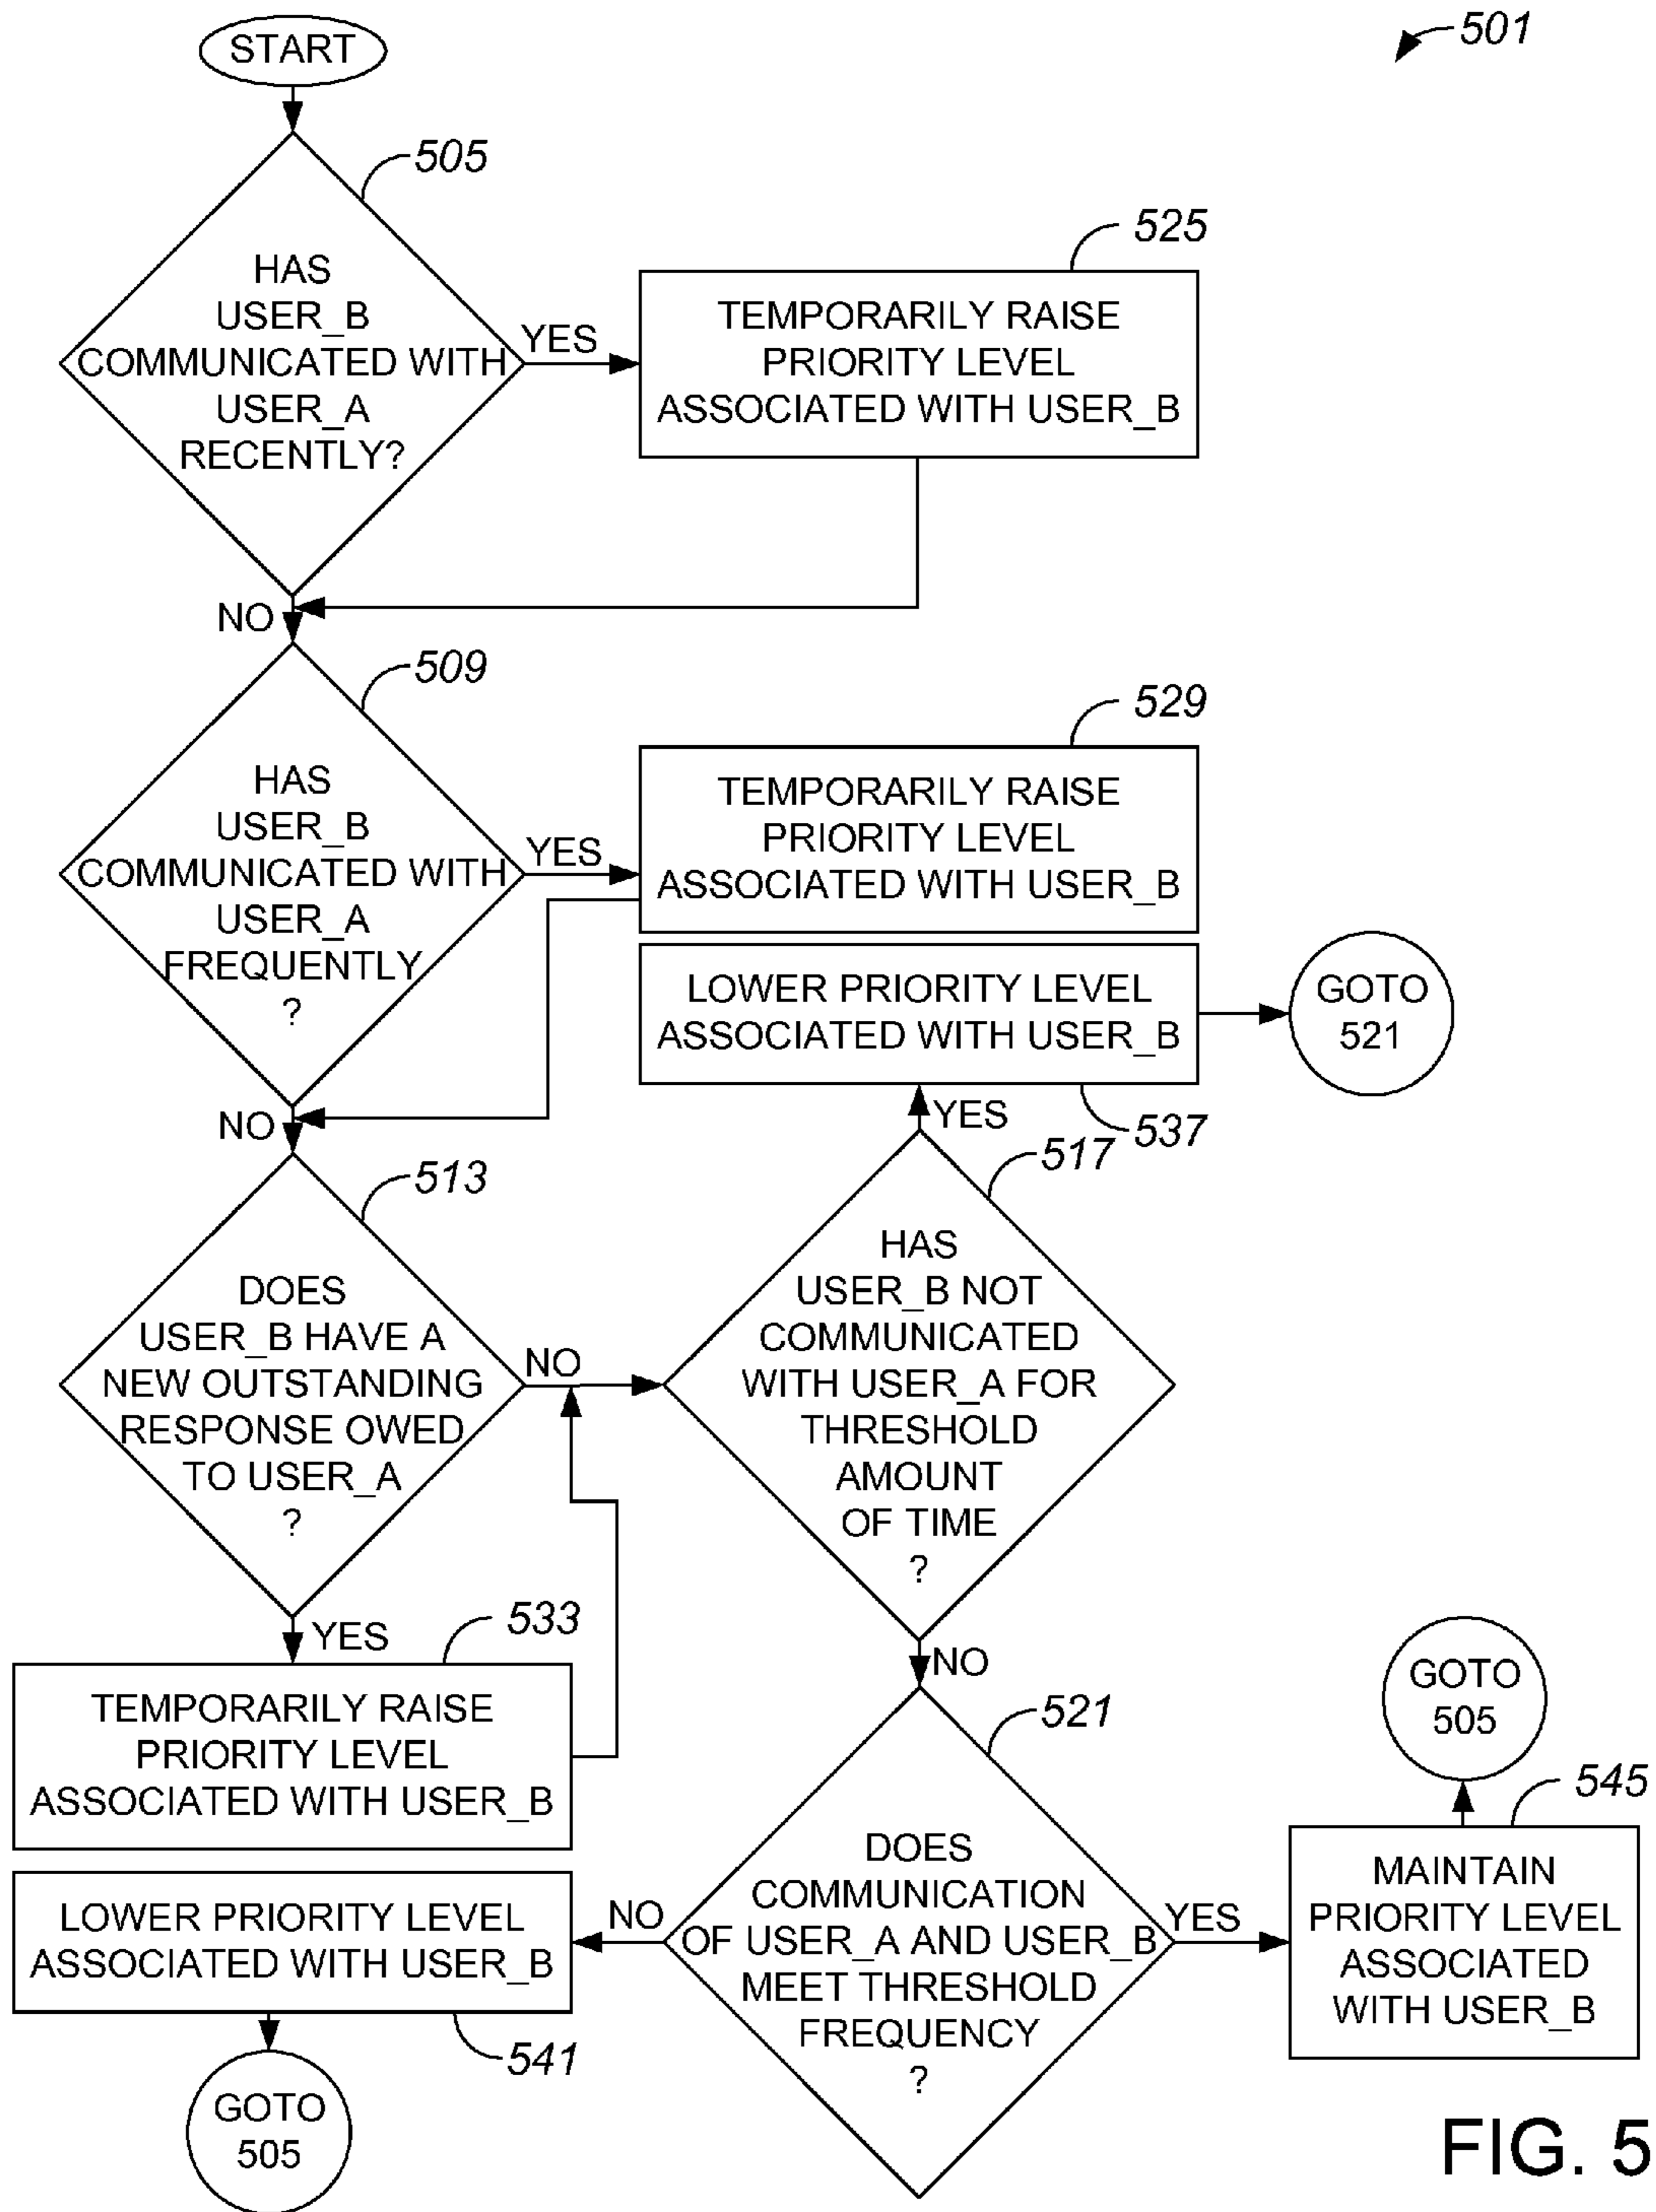 START
501
505
HAS
USER_B
COMMUNICATED WITH
USER_A
RECENTLY?
YES
525
TEMPORARILY RAISE
PRIORITY LEVEL
ASSOCIATED WITH USER_B
NO
509
HAS
USER_B
COMMUNICATED WITH
USER_A
FREQUENTLY
?
YES
529
TEMPORARILY RAISE
PRIORITY LEVEL
ASSOCIATED WITH USER_B
LOWER PRIORITY LEVEL
ASSOCIATED WITH USER_B
GOTO
521
NO
YES
537
513
DOES
USER_B HAVE A
NEW OUTSTANDING
RESPONSE OWED
TO USER_A
?
NO
517
HAS
USER_B NOT
COMMUNICATED
WITH USER_A FOR
THRESHOLD
AMOUNT
OF TIME
?
YES
533
TEMPORARILY RAISE
PRIORITY LEVEL
ASSOCIATED WITH USER_B
NO
521
DOES
COMMUNICATION
OF USER_A AND USER_B
MEET THRESHOLD
FREQUENCY
?
NO
LOWER PRIORITY LEVEL
ASSOCIATED WITH USER_B
541
GOTO
505
YES
GOTO
505
545
MAINTAIN
PRIORITY LEVEL
ASSOCIATED
WITH USER_B
FIG. 5